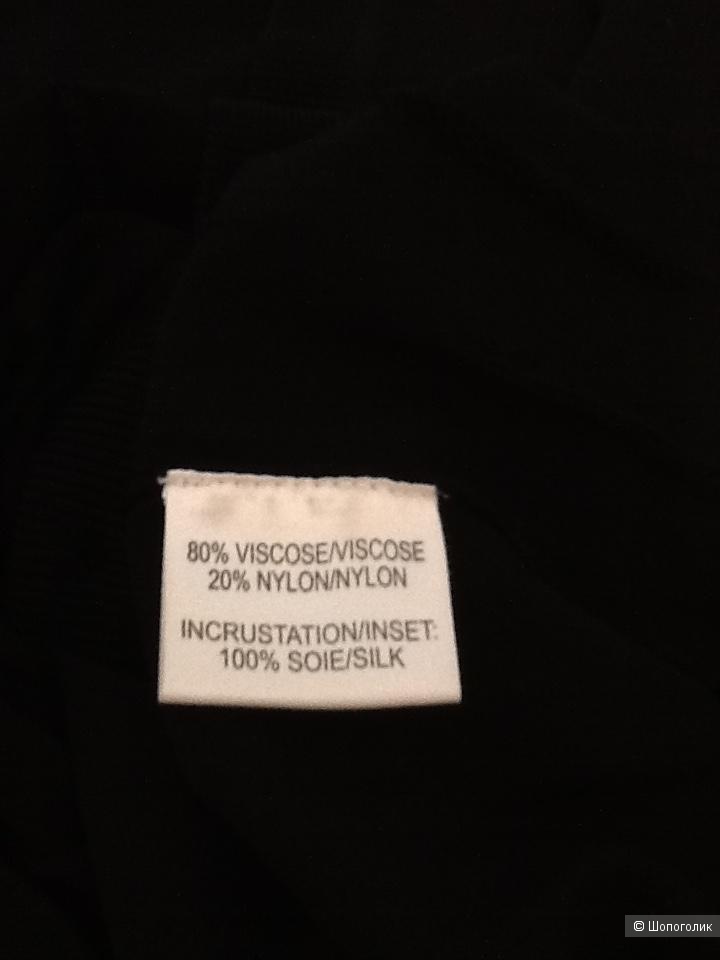 80% VISCOSE/VISCOSE
20% NYLON/NYLON
INCRUSTATION/INSET:
100% SOIE/SILK
© Шопоголик